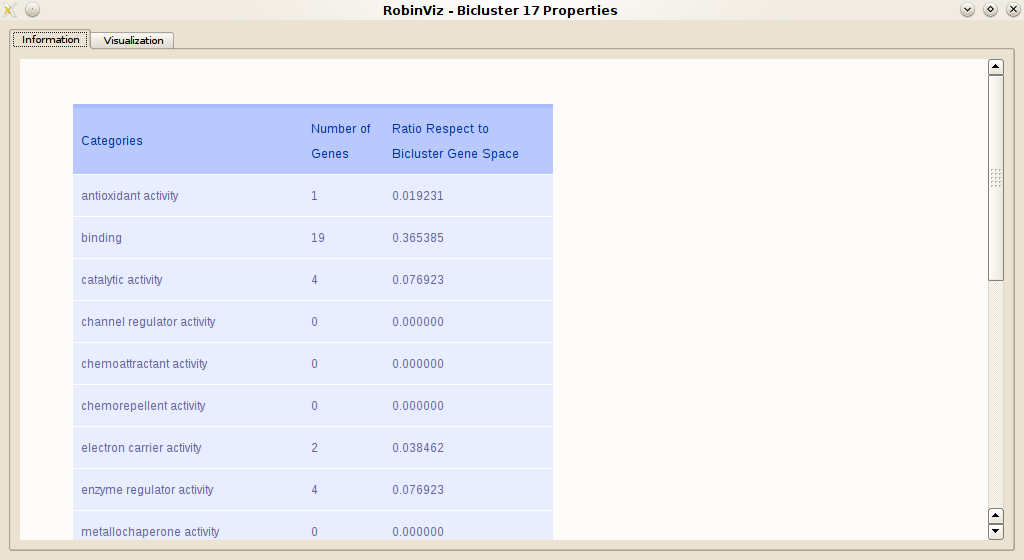 RobinViz - Bicluster 17 Properties
Information Visualization
Categories Number of Genes Ratio Respect to Bicluster Gene Space
antioxidant activity 1 0.019231
binding 19 0.365385
catalytic activity 4 0.076923
channel regulator activity 0 0.000000
chemoattractant activity 0 0.000000
chemorepellent activity 0 0.000000
electron carrier activity 2 0.038462
enzyme regulator activity 4 0.076923
metallochaperone activity 0 0.000000